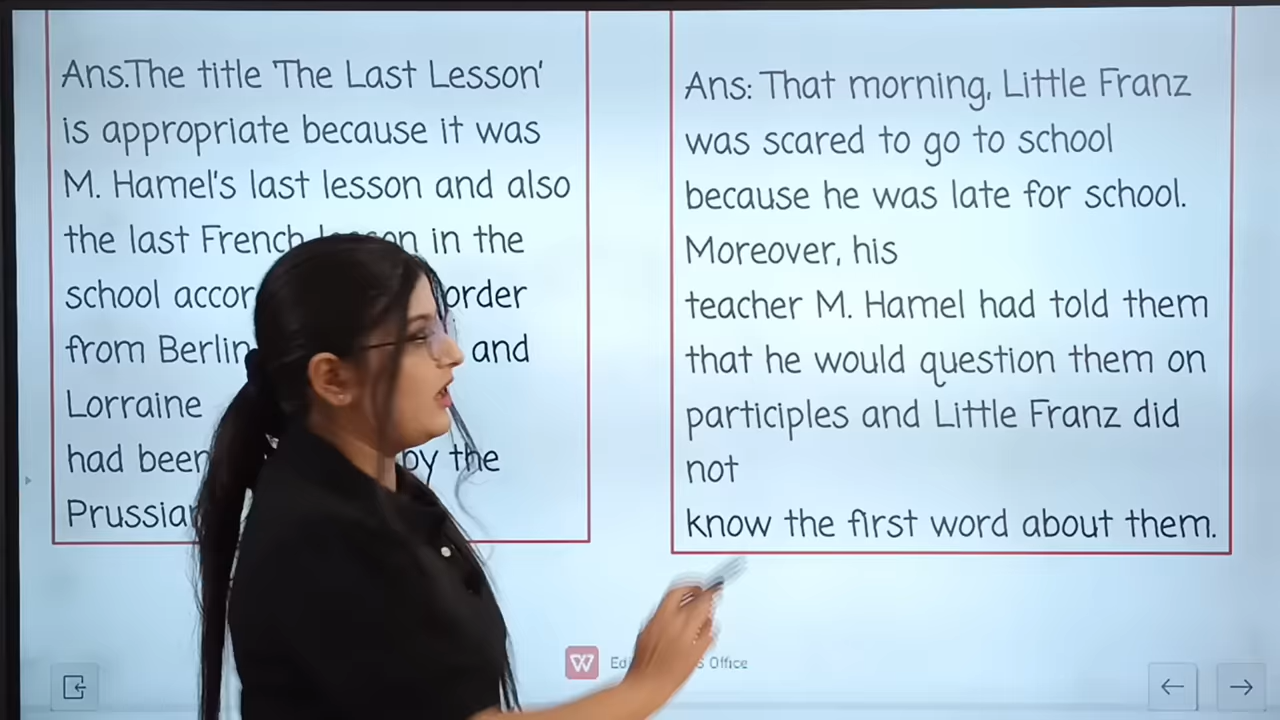 Ans.The title 'The Last Lesson'
is appropriate because it was
M. Hamel's last lesson and also
the last French in the
school order
from Berlin and
Lorraine
had been by the
Ans: That morning, Little Franz
was scared to go to school
because he was late for school.
Moreover, his
teacher M. Hamel had told them
that he would question them on
participles and Little Franz did
not
know the first word about them.
Office